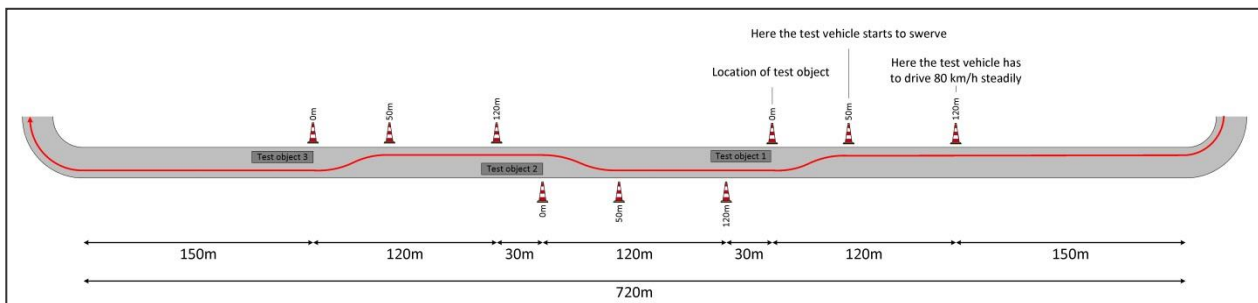 Here the test vehicle starts to swerve
Location of test object
Here the test vehicle has
to drive 80 km/h steadily
0m
50m
120m
0m
50m
120m
Test object 3
Test object 2
Test object 1
0m
50m
120m
150m
120m
30m
120m
30m
120m
150m
720m